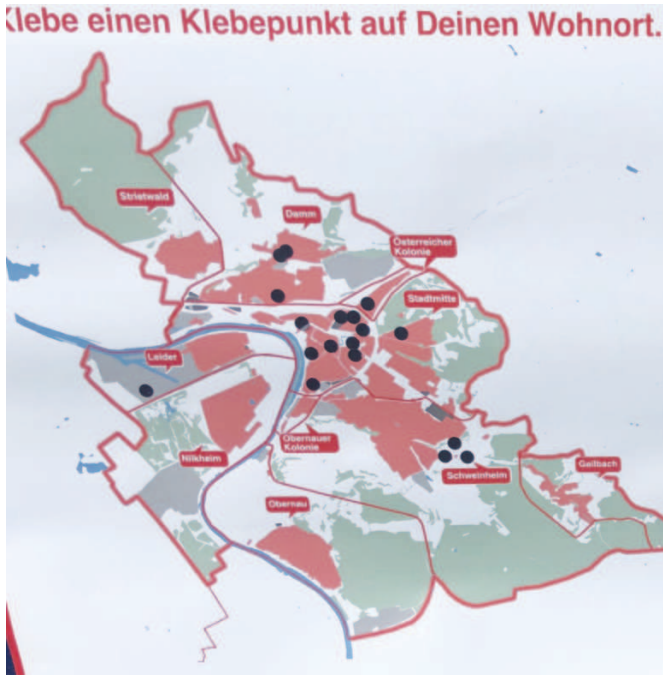 Klebe einen Klebepunkt auf Deinen Wohnort.
Strietwald
Damm
Österreicher
Kolonie
Stadtmitte
Leider
Nilkheim
Obernauer
Kolonie
Schweinheim
Gailbach
Obernau